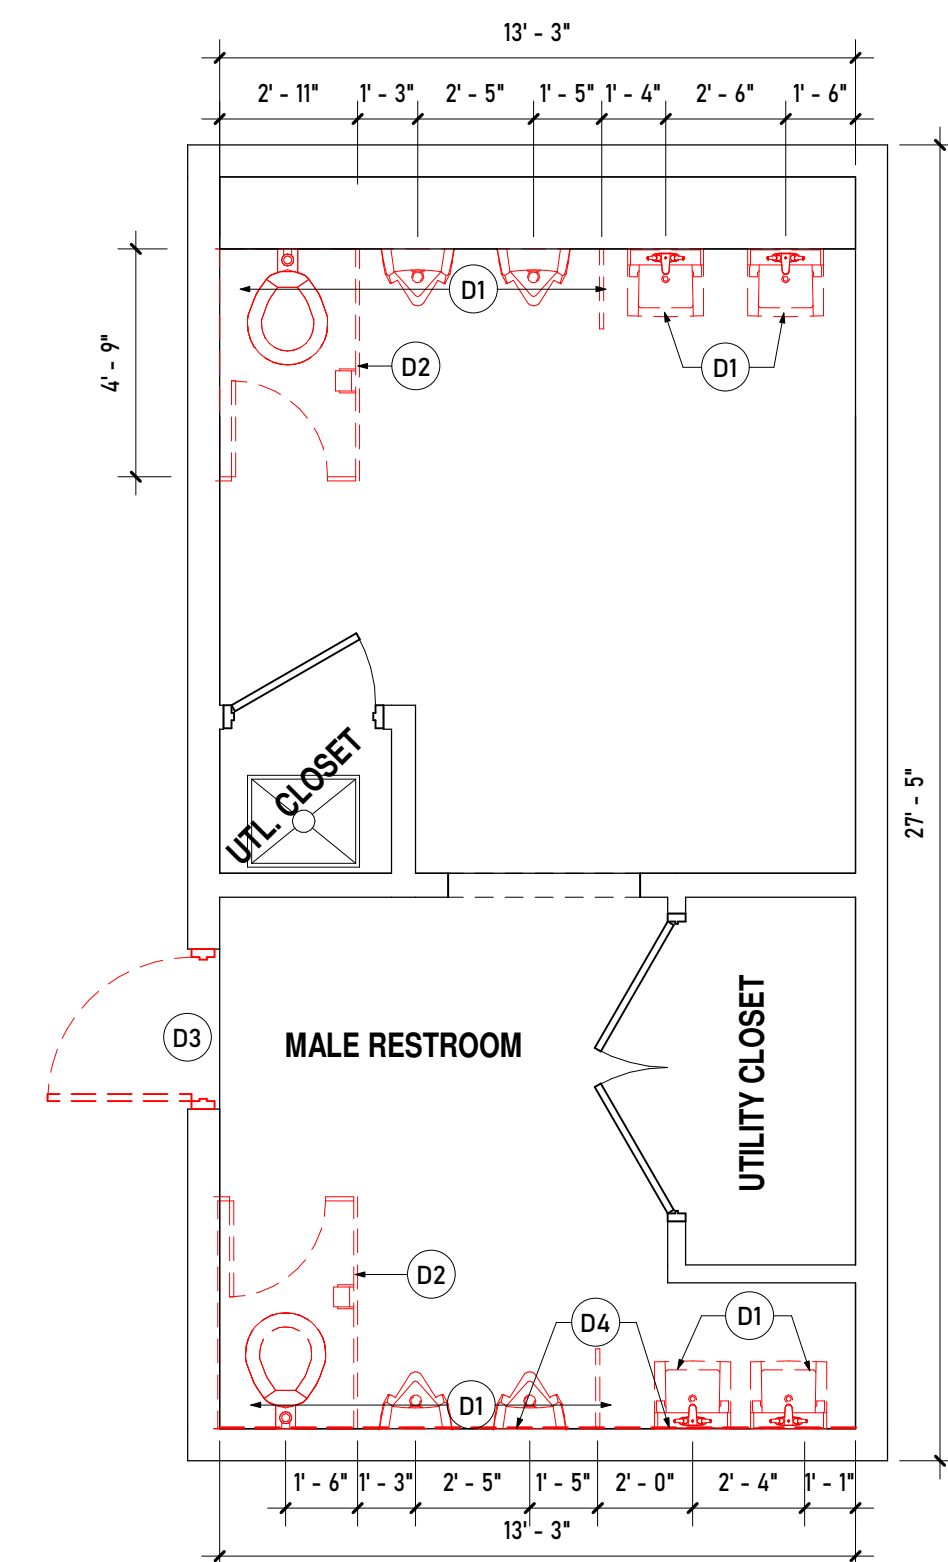 13' - 3"
2' - 11" 1' - 3" 2' - 5" 1' - 5" 1' - 4" 2' - 6" 1' - 6"
D1
4' - 9"
D2
D1
UTL. CLOSET
27' - 5"
D3
MALE RESTROOM
UTILITY CLOSET
D2
D4
D1
D1
1' - 6" 1' - 3" 2' - 5" 1' - 5" 2' - 0" 2' - 4" 1' - 1"
13' - 3"